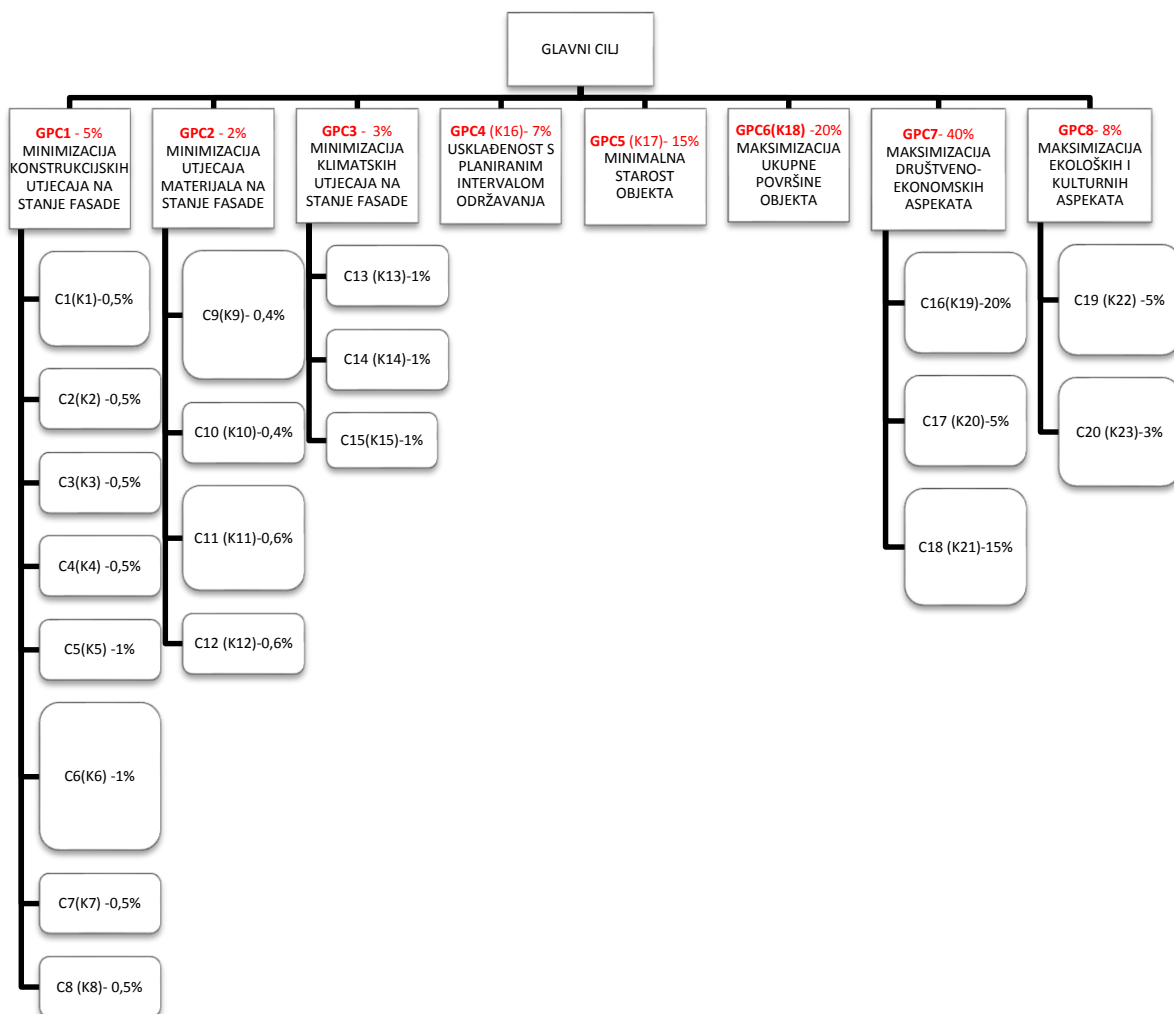 GLAVNI CILJ
GPC1 - 5%
MINIMIZACIJA
KONSTRUKCIJSKIH
UTJECAJA NA
STANJE FASADE
GPC2 - 2%
MINIMIZACIJA
UTJECAJA
MATERIJALA NA
STANJE FASADE
GPC3 - 3%
MINIMIZACIJA
KLIMATSKIH
UTJECAJA NA
STANJE FASADE
GPC4 (K16)- 7%
USKLAĐENOST S
PLANIRANIM
INTERVALOM
ODRŽAVANJA)
GPC5 (K17)- 15%
MINIMALNA
STAROST
OBJEKTA
GPC6(K18) -20%
MAKSIMIZACIJA
UKUPNE
POVRŠINE
OBJEKTA
GPC7- 40%
MAKSIMIZACIJA
DRUŠTVENO-
EKONOMSKIH
ASPEKATA
GPC8- 8%
MAKSIMIZACIJA
EKOLOŠKIH I
KULTURNIH
ASPEKATA
C1(K1)-0,5%
C2(K2) -0,5%
C3(K3) -0,5%
C4(K4) -0,5%
C5(K5) -1%
C6(K6) -1%
C7(K7) -0,5%
C8 (K8)- 0,5%
C9(K9)- 0,4%
C10 (K10)-0,4%
C11 (K11)-0,6%
C12 (K12)-0,6%
C13 (K13)-1%
C14 (K14)-1%
C15(K15)-1%
C16(K19)-20%
C17 (K20)-5%
C18 (K21)-15%
C19 (K22) -5%
C20 (K23)-3%